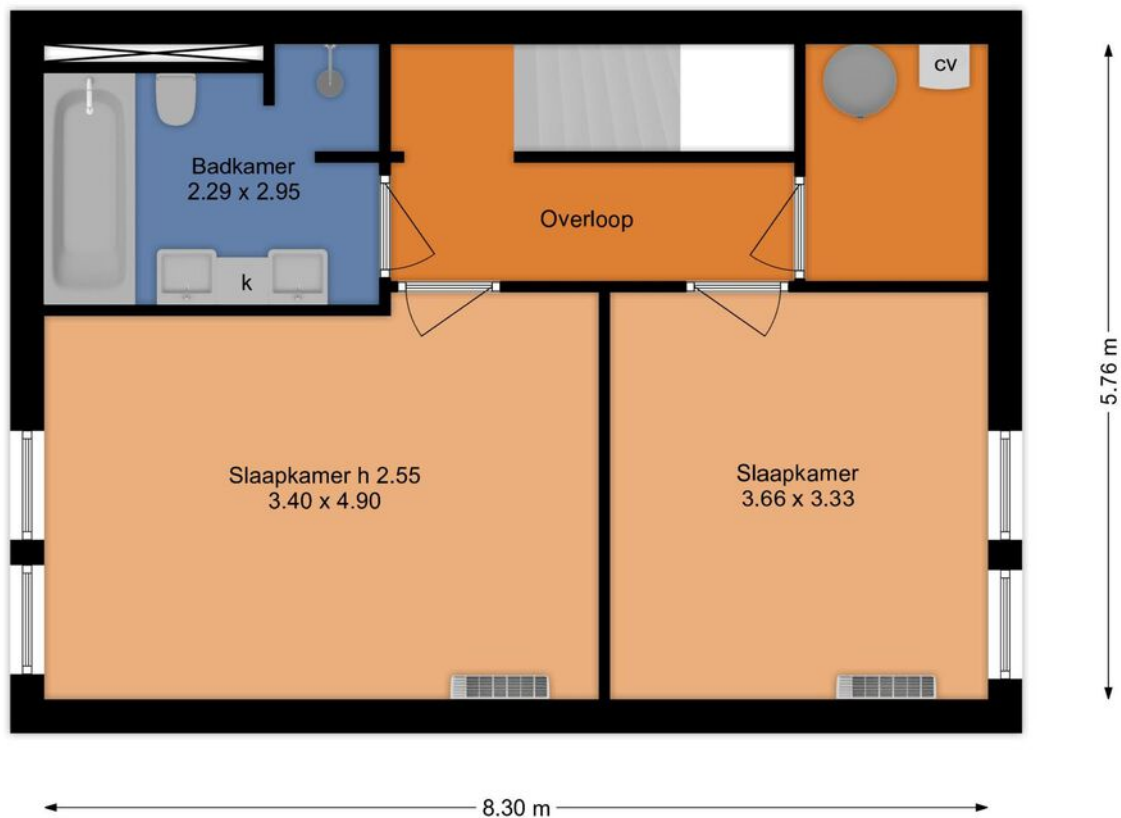 cv
Badkamer
2.29 x 2.95
Overloop
k
5.76 m
Slaapkamer h 2.55
3.40 x 4.90
Slaapkamer
3.66 x 3.33
8.30 m